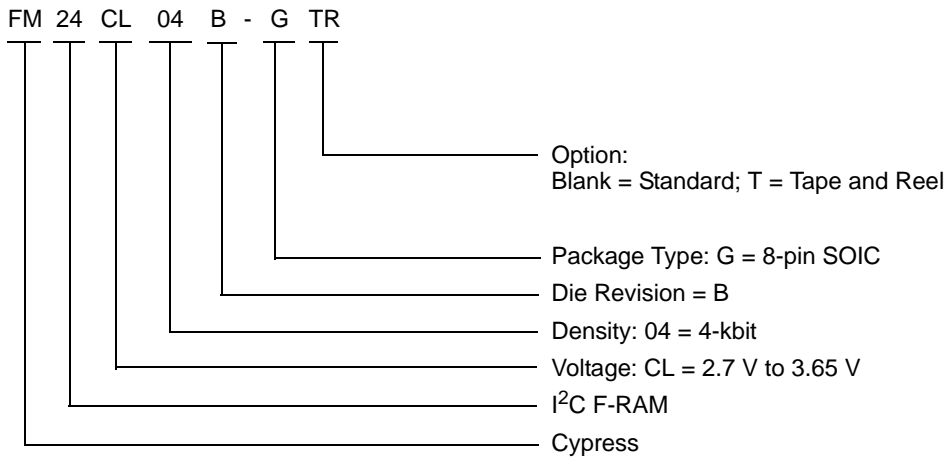 FM 24 CL 04 B - G TR
Option:
Blank = Standard; T = Tape and Reel
Package Type: G = 8-pin SOIC
Die Revision = B
Density: 04 = 4-kbit
Voltage: CL = 2.7 V to 3.65 V
I²C F-RAM
Cypress